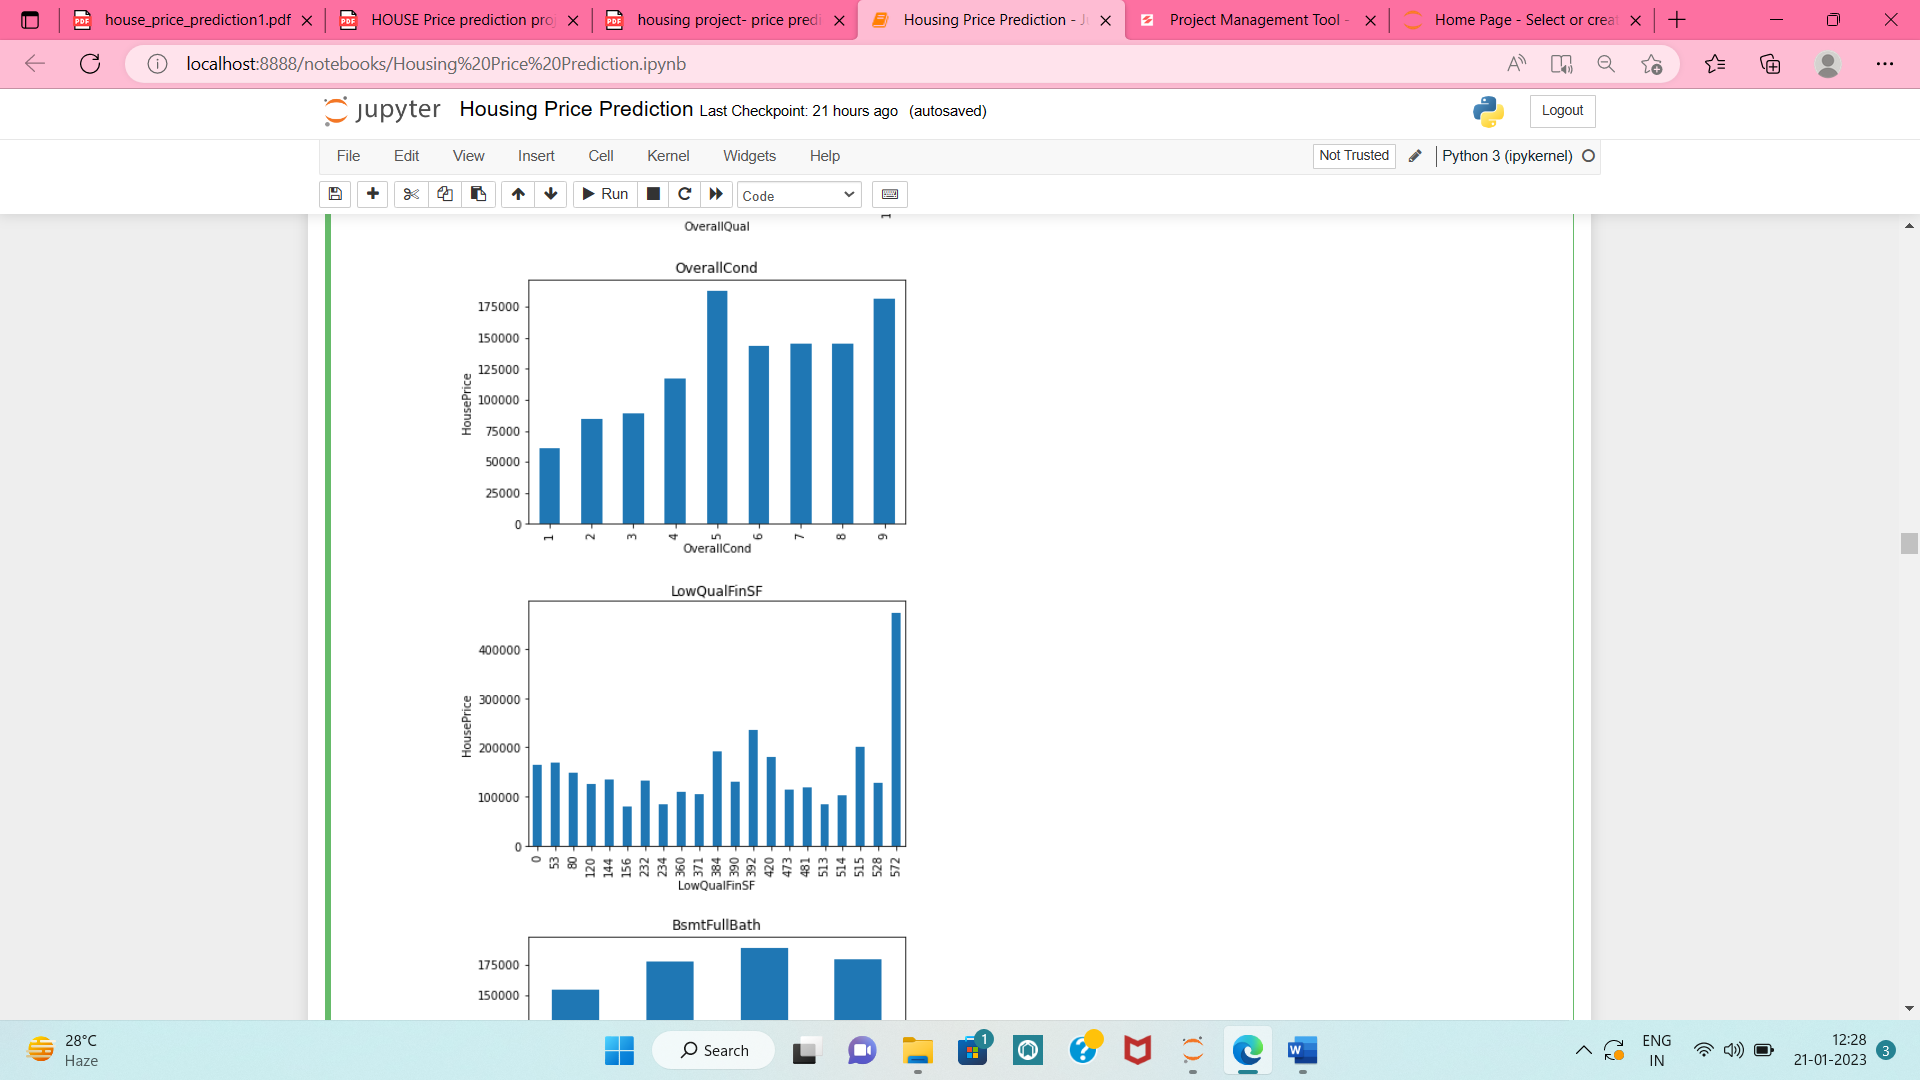 house_price_prediction1.pdf
HOUSE Price prediction pro
housing project- price predi
Housing Price Prediction - J
Project Management Tool -
Home Page - Select or crea
localhost:8888/notebooks/Housing%20Price%20Prediction.ipynb
jupyter Housing Price Prediction Last Checkpoint: 21 hours ago (autosaved)
Logout
File Edit View Insert Cell Kernel Widgets Help
Not Trusted Python 3 (ipykernel)
Run Code
OverallQual
OverallCond
HousePrice
175000
150000
125000
100000
75000
50000
25000
0
1 2 3 4 5 6 7 8 9
OverallCond
LowQualFinSF
HousePrice
400000
300000
200000
100000
0
0 53 80 120 144 156 232 234 360 371 384 390 392 420 473 481 513 514 515 528 572
LowQualFinSF
BsmtFullBath
175000
150000
28°C
Haze
Search
1
ENG
IN
12:28
21-01-2023
3